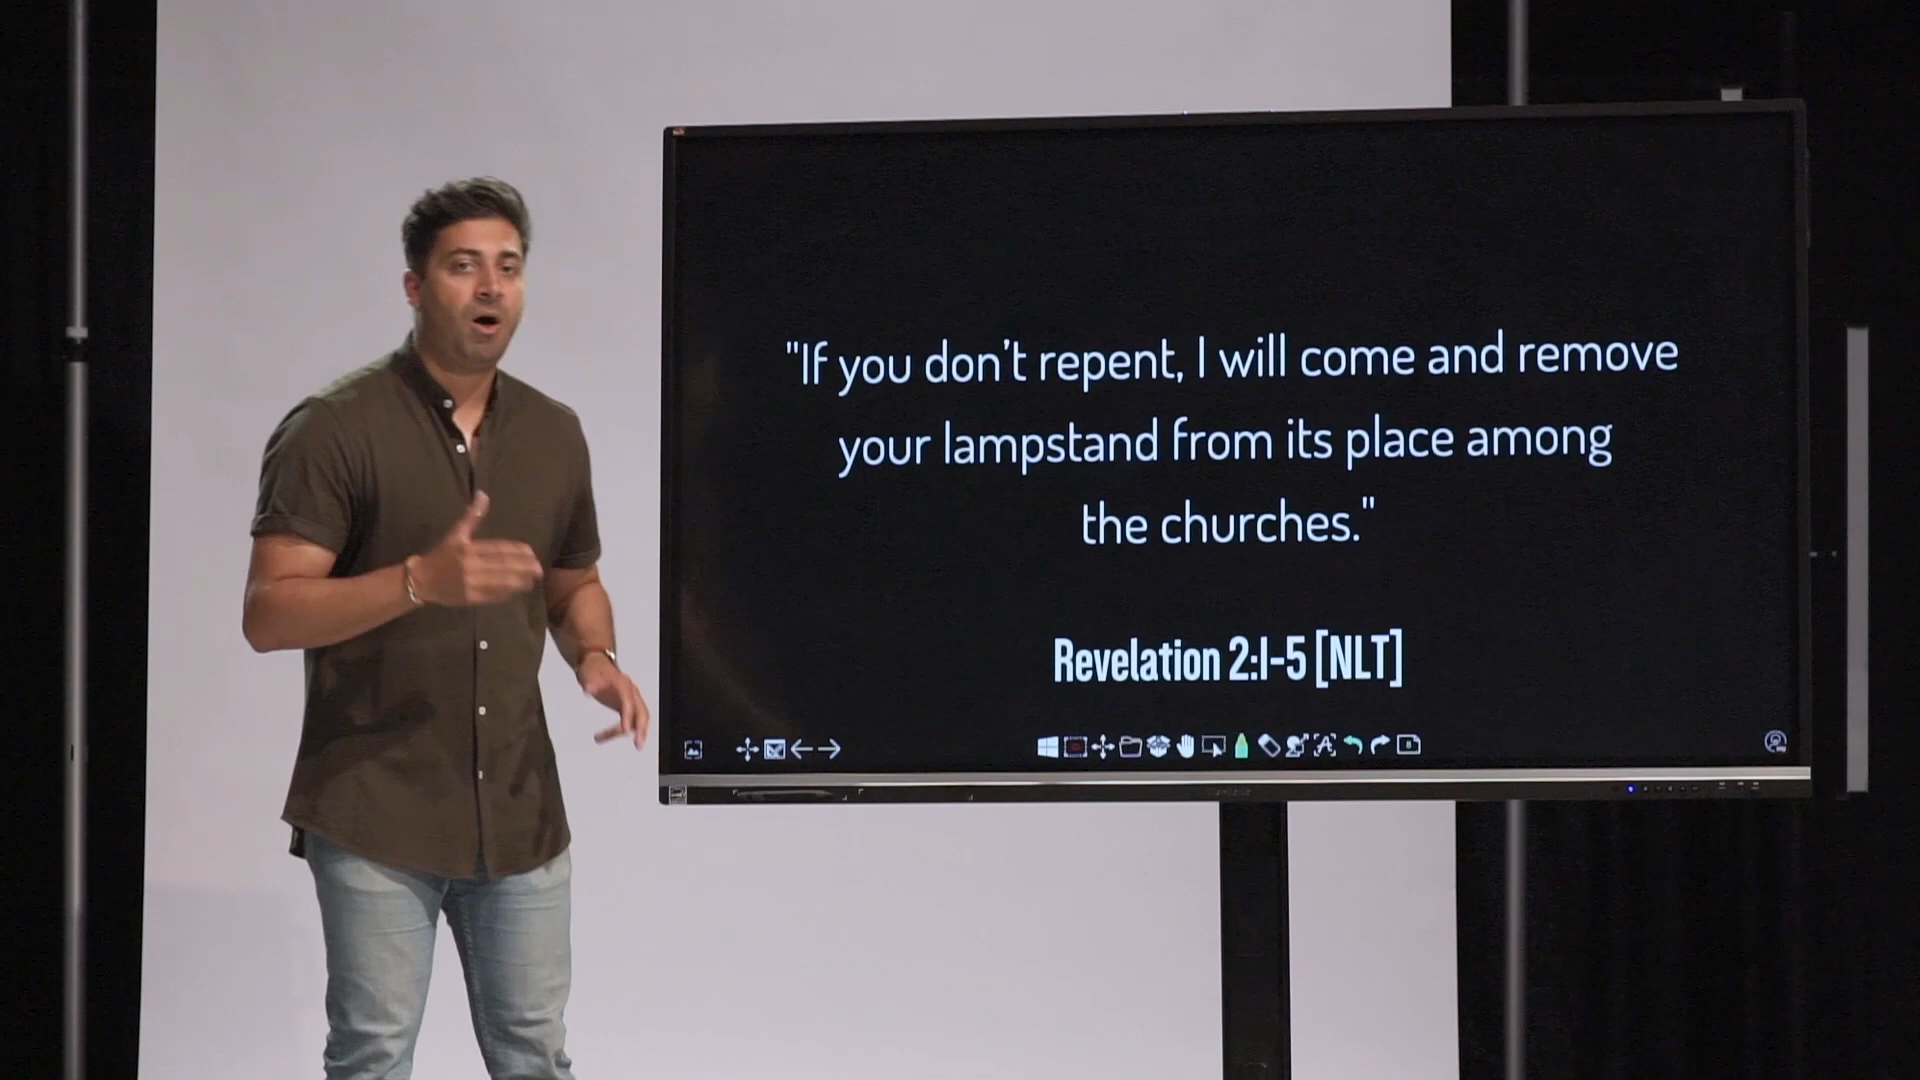 "If you don't repent, I will come and remove
your lampstand from its place among
the churches."
Revelation 2:1-5 [NLT]